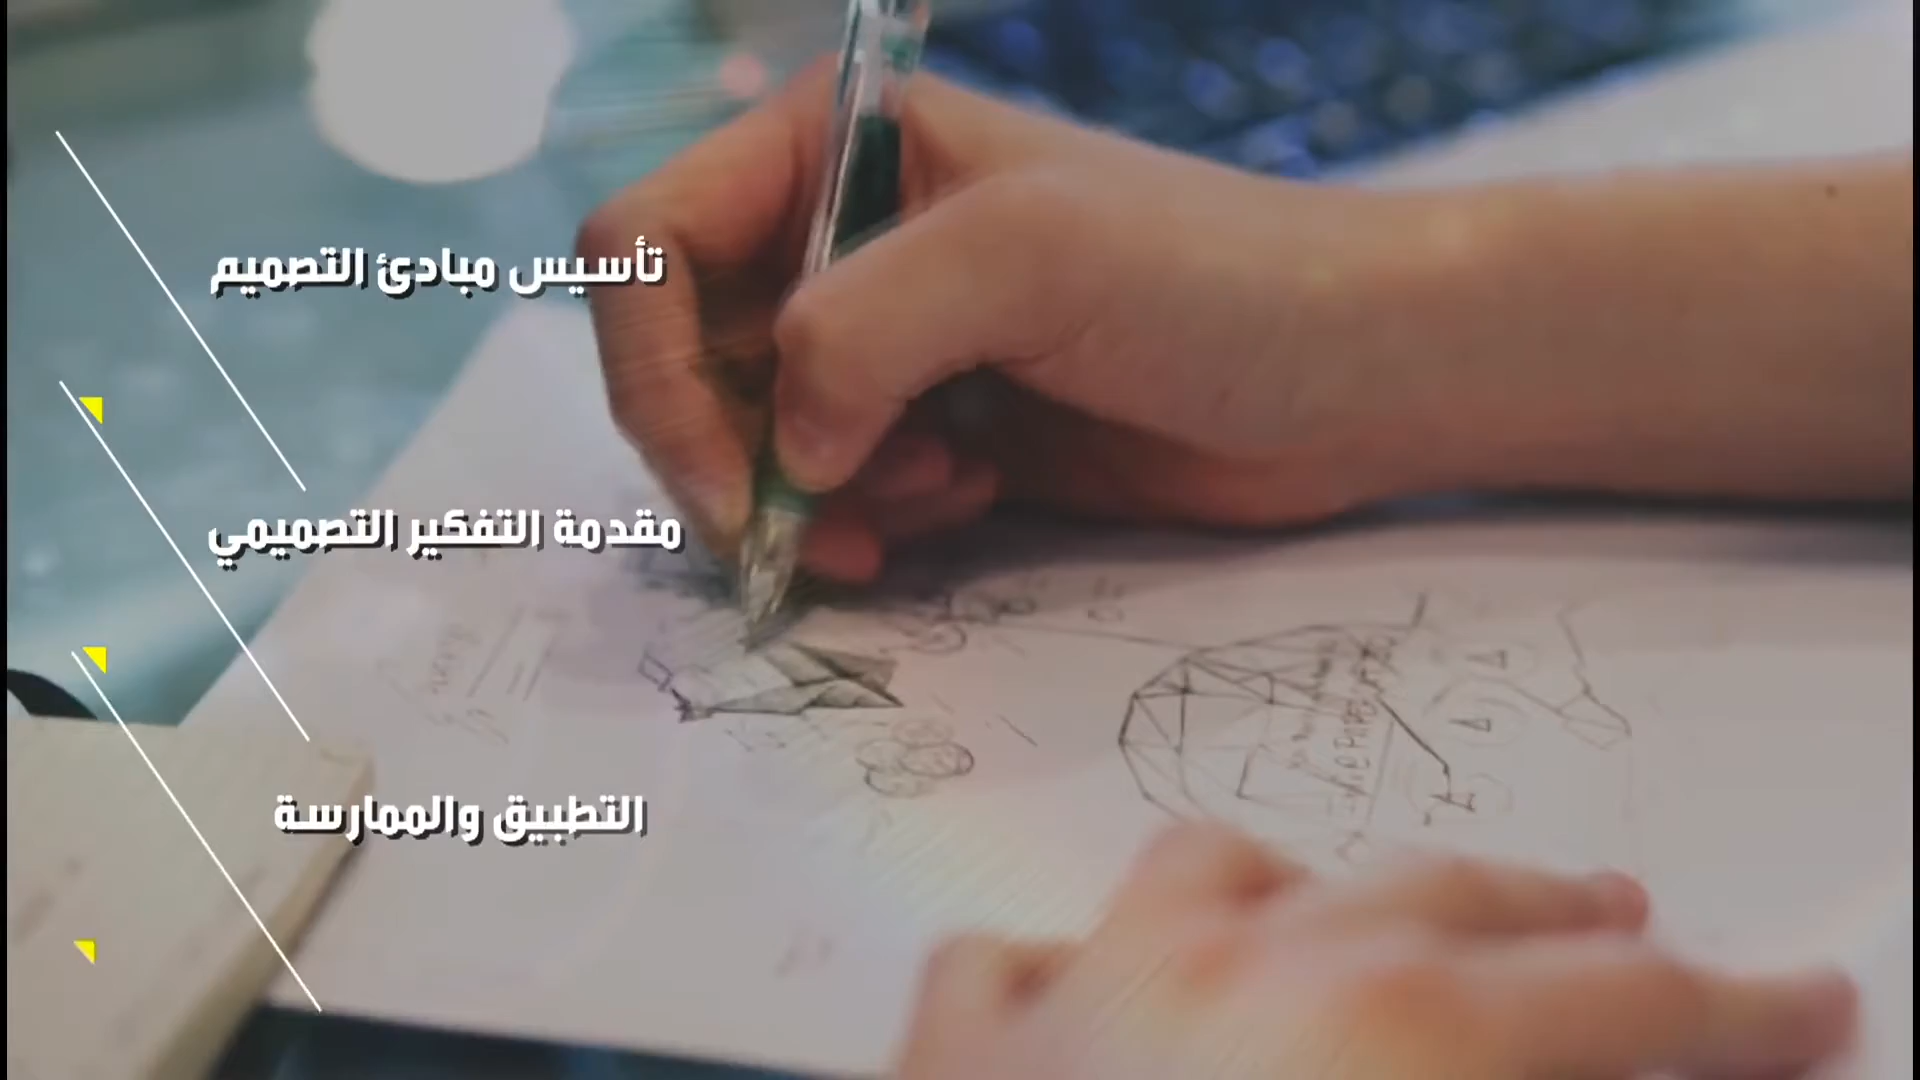 تأسيس مبادئ التصميم
مقدمة التفكير التصميمي
التطبيق والممارسة